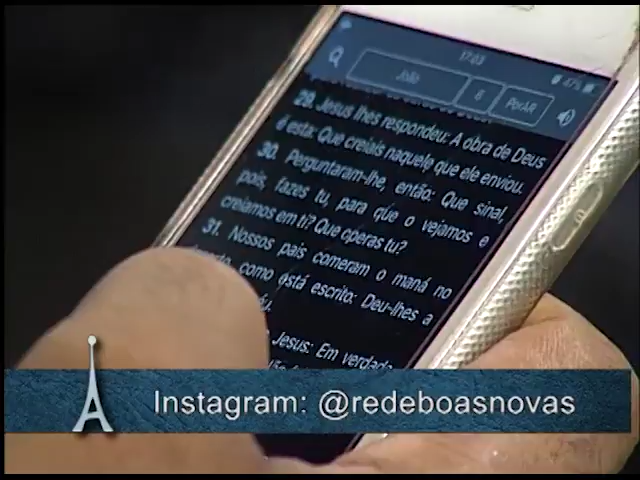 17:03
47%
João
6
PorAR
29. Jesus lhes respondeu: A obra de Deus
é esta: Que creiais naquele que ele enviou.
30. Perguntaram-lhe, então: Que sinal,
pois, fazes tu, para que o vejamos e
creiamos em ti? Que operas tu?
31. Nossos pais comeram o maná no
como está escrito: Deu-lhes a
Jesus: Em verdade
Instagram: @redeboasnovas